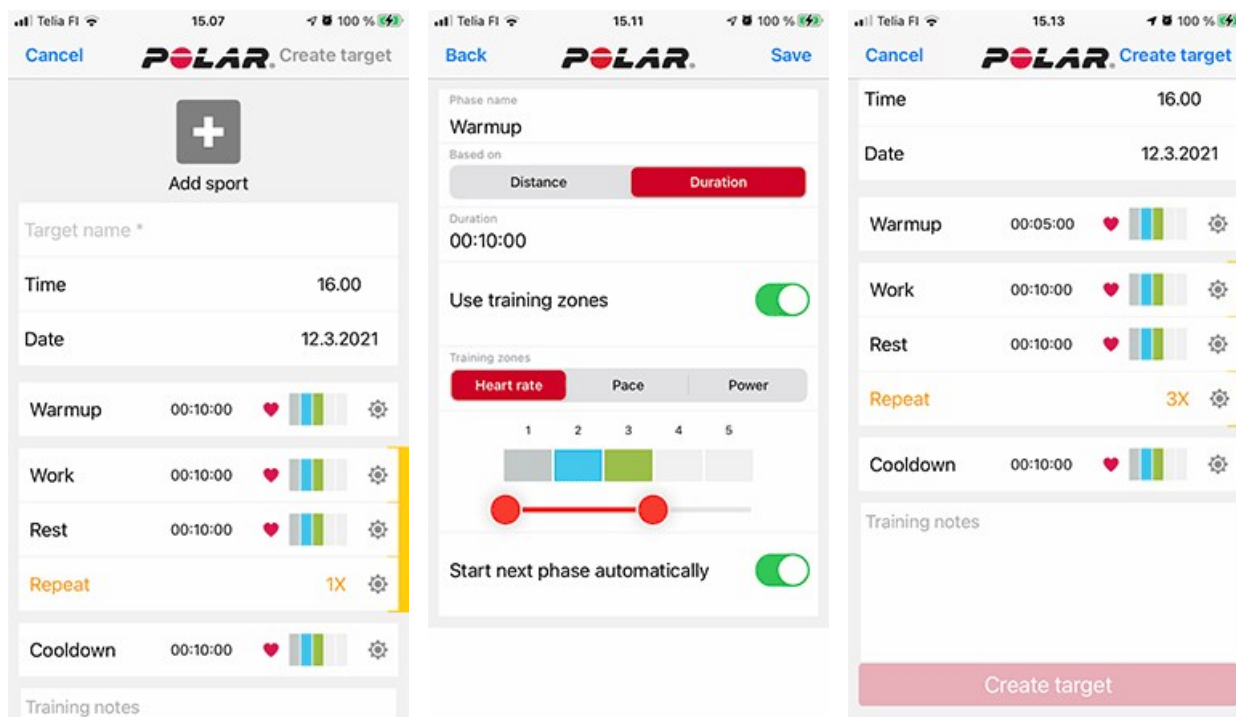 Telia FI 15.07 100 %
Cancel POLAR. Create target
Add sport
Target name *
Time 16.00
Date 12.3.2021
Warmup 00:10:00
Work 00:10:00
Rest 00:10:00
Repeat 1X
Cooldown 00:10:00
Training notes
Telia FI 15.11 100 %
Back POLAR. Save
Phase name
Warmup
Based on
Distance Duration
Duration
00:10:00
Use training zones
Training zones
Heart rate Pace Power
1 2 3 4 5
Start next phase automatically
Telia FI 15.13 100 %
Cancel POLAR. Create target
Time 16.00
Date 12.3.2021
Warmup 00:05:00
Work 00:10:00
Rest 00:10:00
Repeat 3X
Cooldown 00:10:00
Training notes
Create target